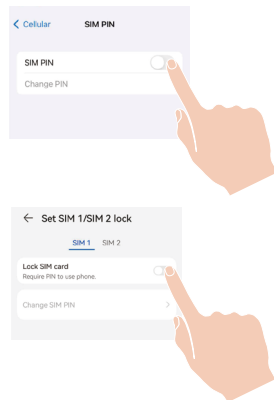 Cellular SIM PIN
SIM PIN
Change PIN
Set SIM 1/SIM 2 lock
SIM 1 SIM 2
Lock SIM card
Require PIN to use phone.
Change SIM PIN